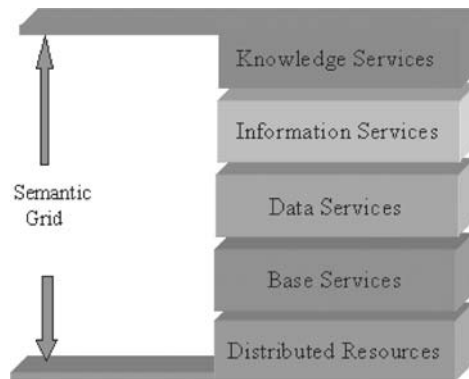 Knowledge Services
Information Services
Semantic
Grid
Data Services
Base Services
Distributed Resources